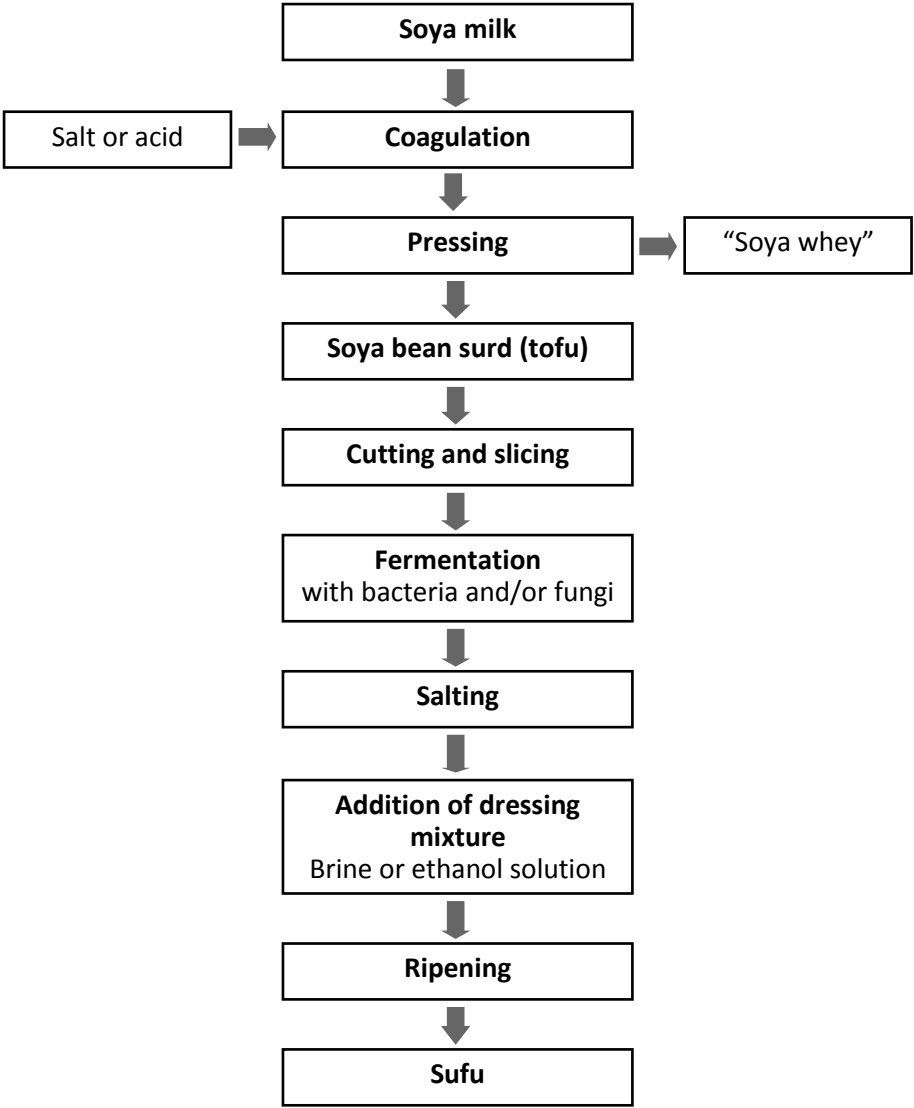 Soya milk
Salt or acid
Coagulation
Pressing
“Soya whey”
Soya bean surd (tofu)
Cutting and slicing
Fermentation
with bacteria and/or fungi
Salting
Addition of dressing
mixture
Brine or ethanol solution
Ripening
Sufu